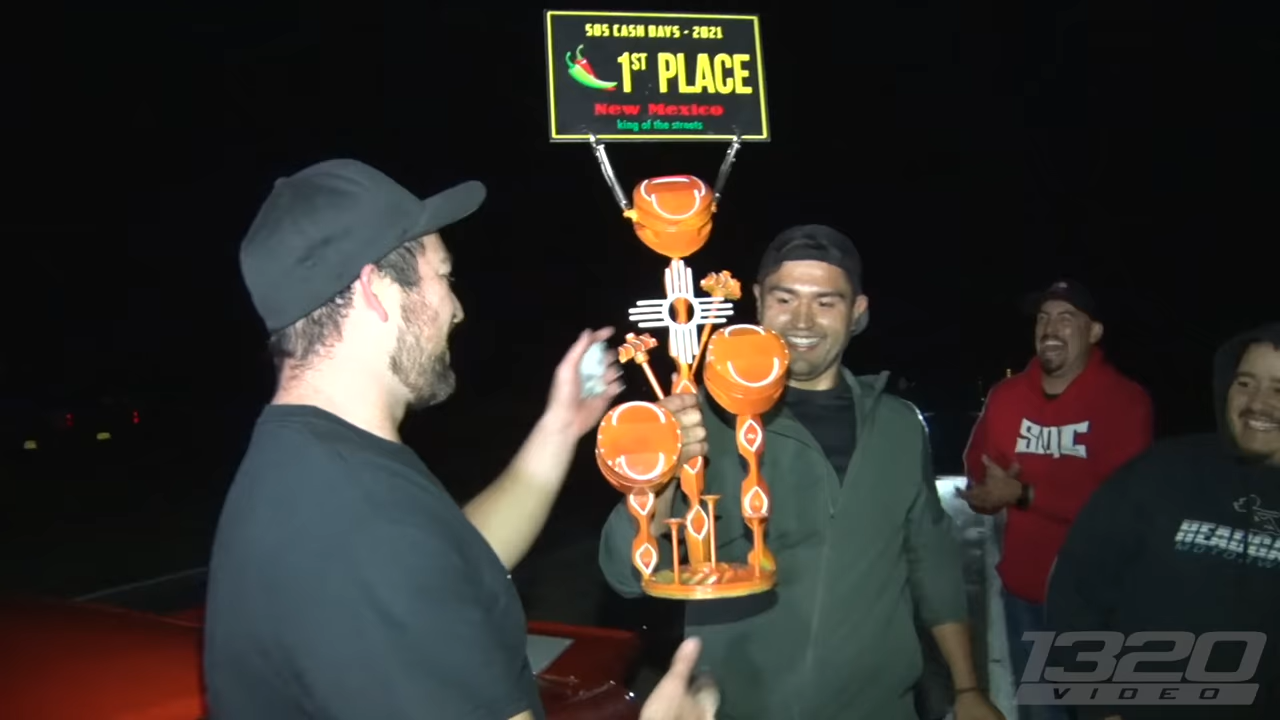 505 CASH DAYS - 2021
1ST PLACE
New Mexico
king of the streets
SMC
1320
VIDEO